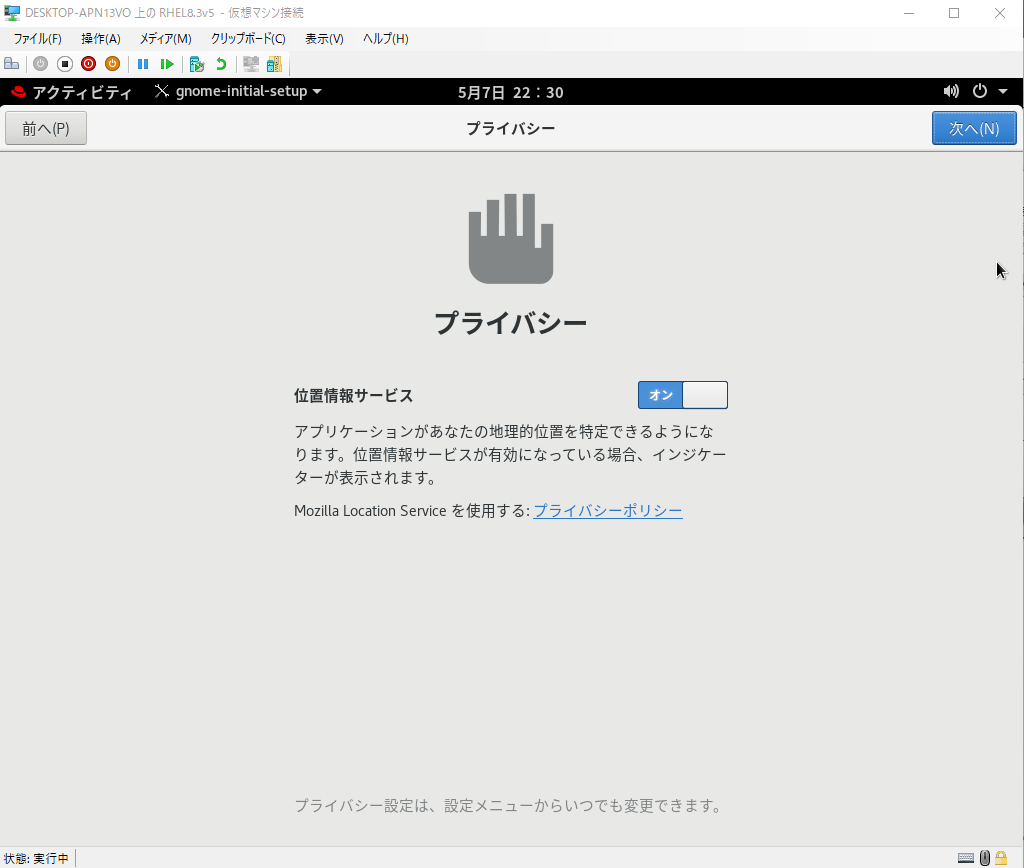 DESKTOP-APN13VO 上の RHEL8.3v5 - 仮想マシン接続
ファイル(F) 操作(A) メディア(M) クリップボード(C) 表示(V) ヘルプ(H)
アクティビティ gnome-initial-setup 5月7日 22：30
前へ(P) プライバシー 次へ(N)
プライバシー
位置情報サービス オン
アプリケーションがあなたの地理的位置を特定できるようにな
ります。位置情報サービスが有効になっている場合、インジケー
ターが表示されます。
Mozilla Location Service を使用する: プライバシーポリシー
プライバシー設定は、設定メニューからいつでも変更できます。
状態: 実行中